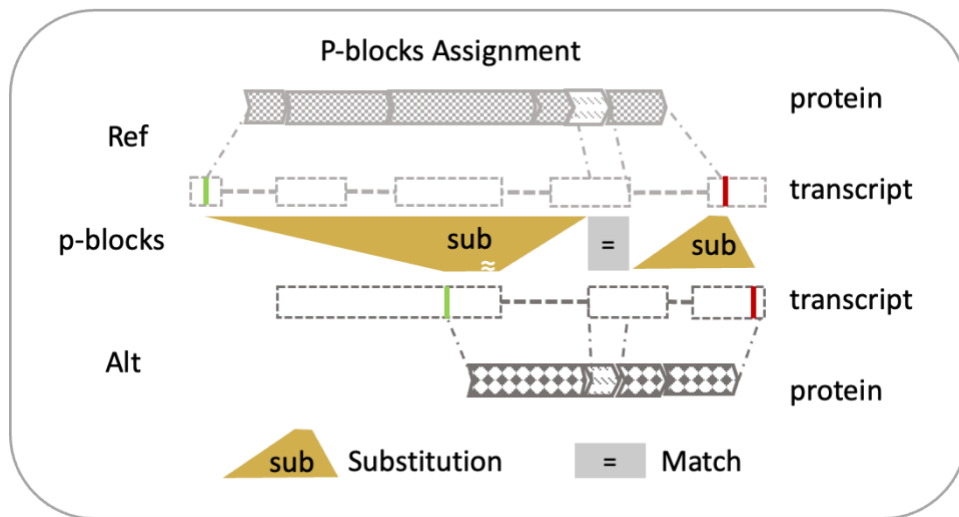 P-blocks Assignment
protein
Ref
transcript
p-blocks
sub
=
sub
≈
transcript
Alt
protein
sub Substitution = Match